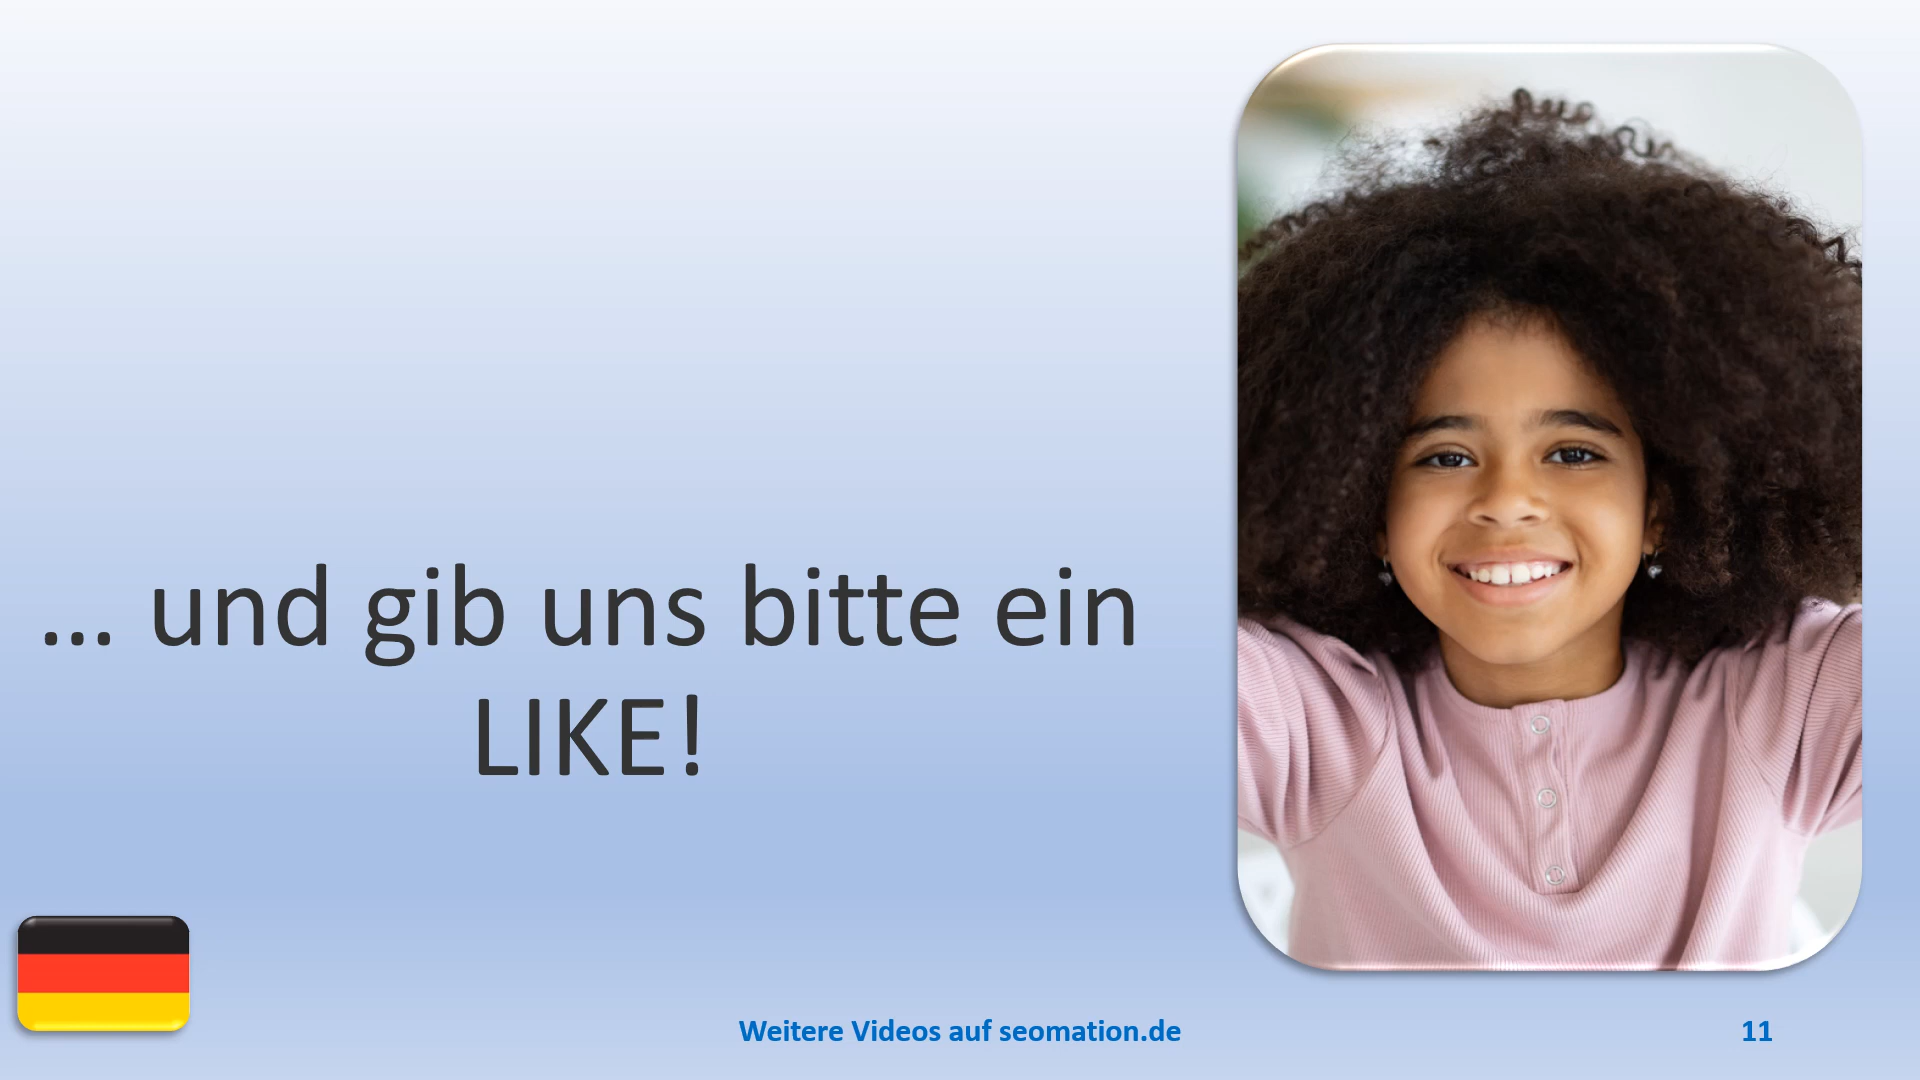 ... und gib uns bitte ein
LIKE!
Weitere Videos auf seomation.de
11